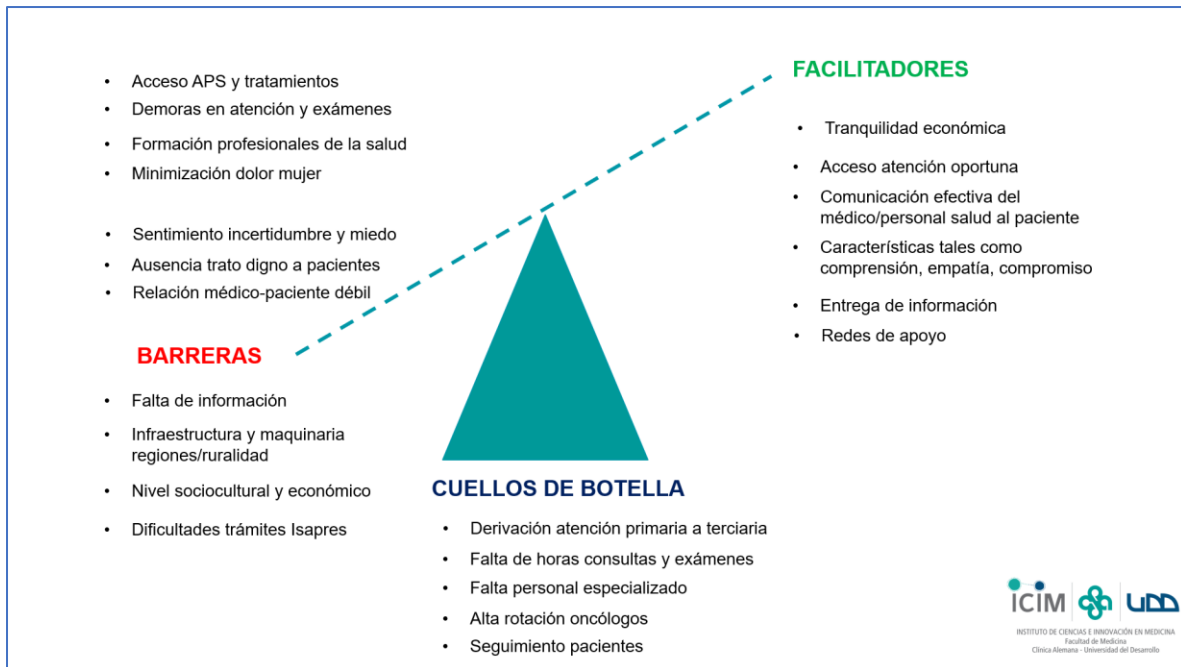 Acceso APS y tratamientos
Demoras en atención y exámenes
Formación profesionales de la salud
Minimización dolor mujer
Sentimiento incertidumbre y miedo
Ausencia trato digno a pacientes
Relación médico-paciente débil
BARRERAS
Falta de información
Infraestructura y maquinaria
regiones/ruralidad
Nivel sociocultural y económico
Dificultades trámites Isapres
CUELLOS DE BOTELLA
Derivación atención primaria a terciaria
Falta de horas consultas y exámenes
Falta personal especializado
Alta rotación oncólogos
Seguimiento pacientes
FACILITADORES
Tranquilidad económica
Acceso atención oportuna
Comunicación efectiva del
médico/personal salud al paciente
Características tales como
comprensión, empatía, compromiso
Entrega de información
Redes de apoyo
iCiM
UDD
INSTITUTO DE CIENCIAS E INNOVACIÓN EN MEDICINA
Facultad de Medicina
Clínica Alemana - Universidad del Desarrollo